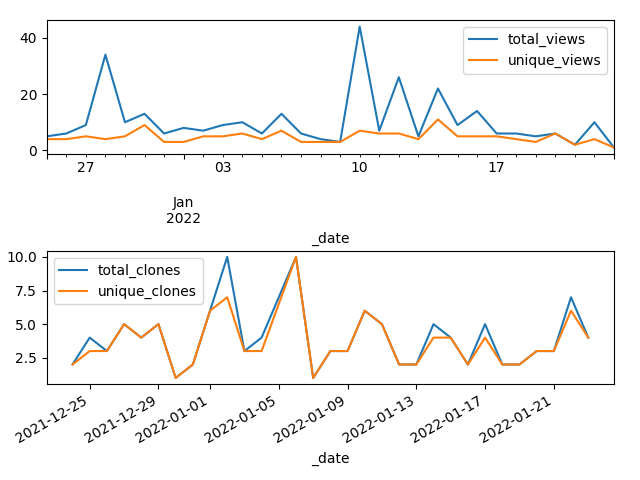 40
20
0
total_views
unique_views
27
03
10
17
Jan
2022
_date
10.0
7.5
5.0
2.5
total_clones
unique_clones
2021-12-25
2021-12-29
2022-01-01
2022-01-05
2022-01-09
2022-01-13
2022-01-17
2022-01-21
_date